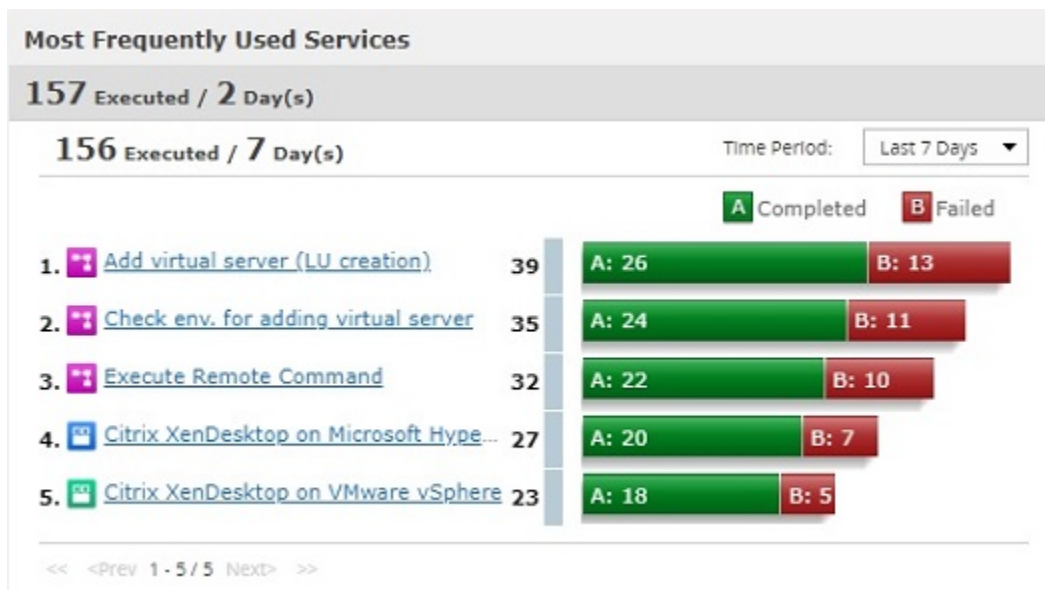 Most Frequently Used Services
157 Executed / 2 Day(s)
156 Executed / 7 Day(s) Time Period: Last 7 Days
A Completed B Failed
1. Add virtual server (LU creation) 39 A: 26 B: 13
2. Check env. for adding virtual server 35 A: 24 B: 11
3. Execute Remote Command 32 A: 22 B: 10
4. Citrix XenDesktop on Microsoft Hype... 27 A: 20 B: 7
5. Citrix XenDesktop on VMware vSphere 23 A: 18 B: 5
<< <Prev 1 - 5 / 5 Next> >>